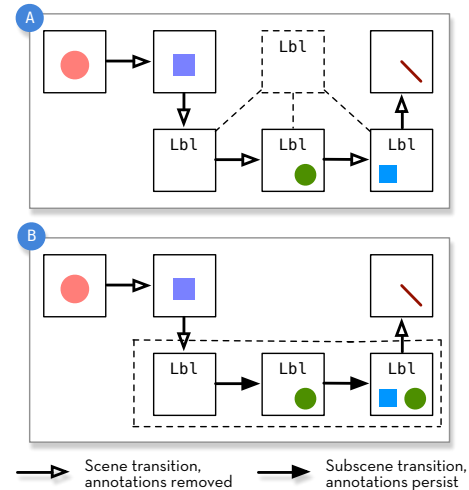 A
Lbl
Lbl
Lbl
Lbl
B
Lbl
Lbl
Lbl
Scene transition,
annotations removed
Subscene transition,
annotations persist